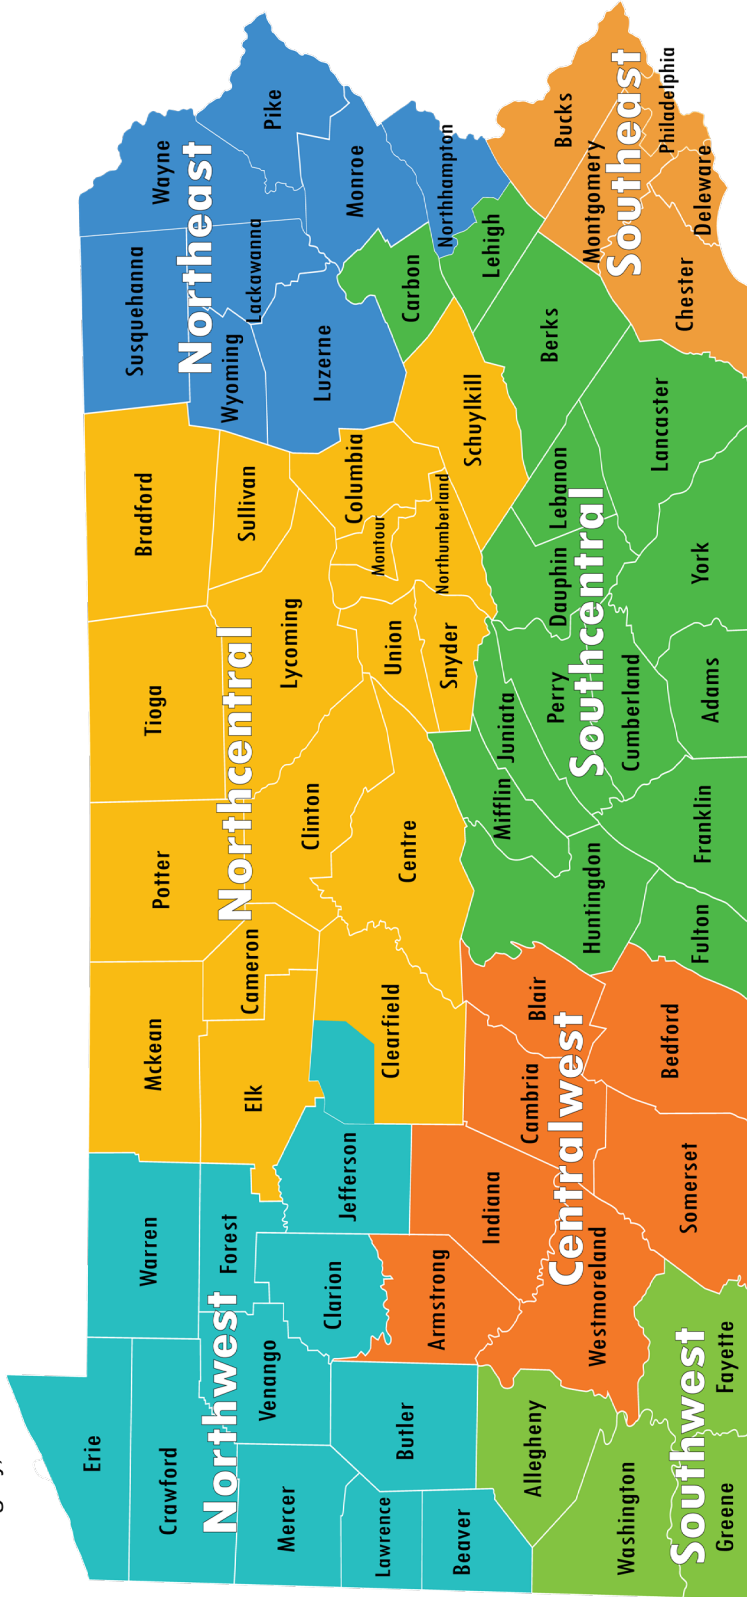 Northwest
Erie
Crawford
Warren
Forest
Venango
Mercer
Clarion
Jefferson
Butler
Lawrence
Beaver
Northcentral
Mckean
Potter
Tioga
Bradford
Elk
Cameron
Clinton
Lycoming
Sullivan
Clearfield
Centre
Union
Snyder
Montour
Columbia
Northumberland
Schuylkill
Northeast
Susquehanna
Wayne
Wyoming
Lackawanna
Pike
Luzerne
Monroe
Northhampton
Southwest
Allegheny
Washington
Greene
Fayette
Centralwest
Armstrong
Indiana
Cambria
Blair
Westmoreland
Somerset
Bedford
Southcentral
Mifflin
Juniata
Huntingdon
Perry
Dauphin
Lebanon
Cumberland
Fulton
Franklin
Adams
York
Lancaster
Berks
Lehigh
Carbon
Southeast
Bucks
Montgomery
Philadelphia
Chester
Deleware